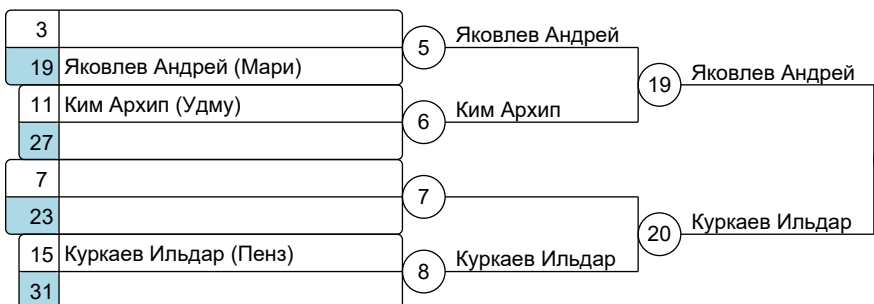 3
5
Яковлев Андрей
19 Яковлев Андрей (Мари)
19
Яковлев Андрей
11 Ким Архип (Удму)
6
Ким Архип
27
7
7
23
20
Куркаев Ильдар
15 Куркаев Ильдар (Пенз)
8
Куркаев Ильдар
31